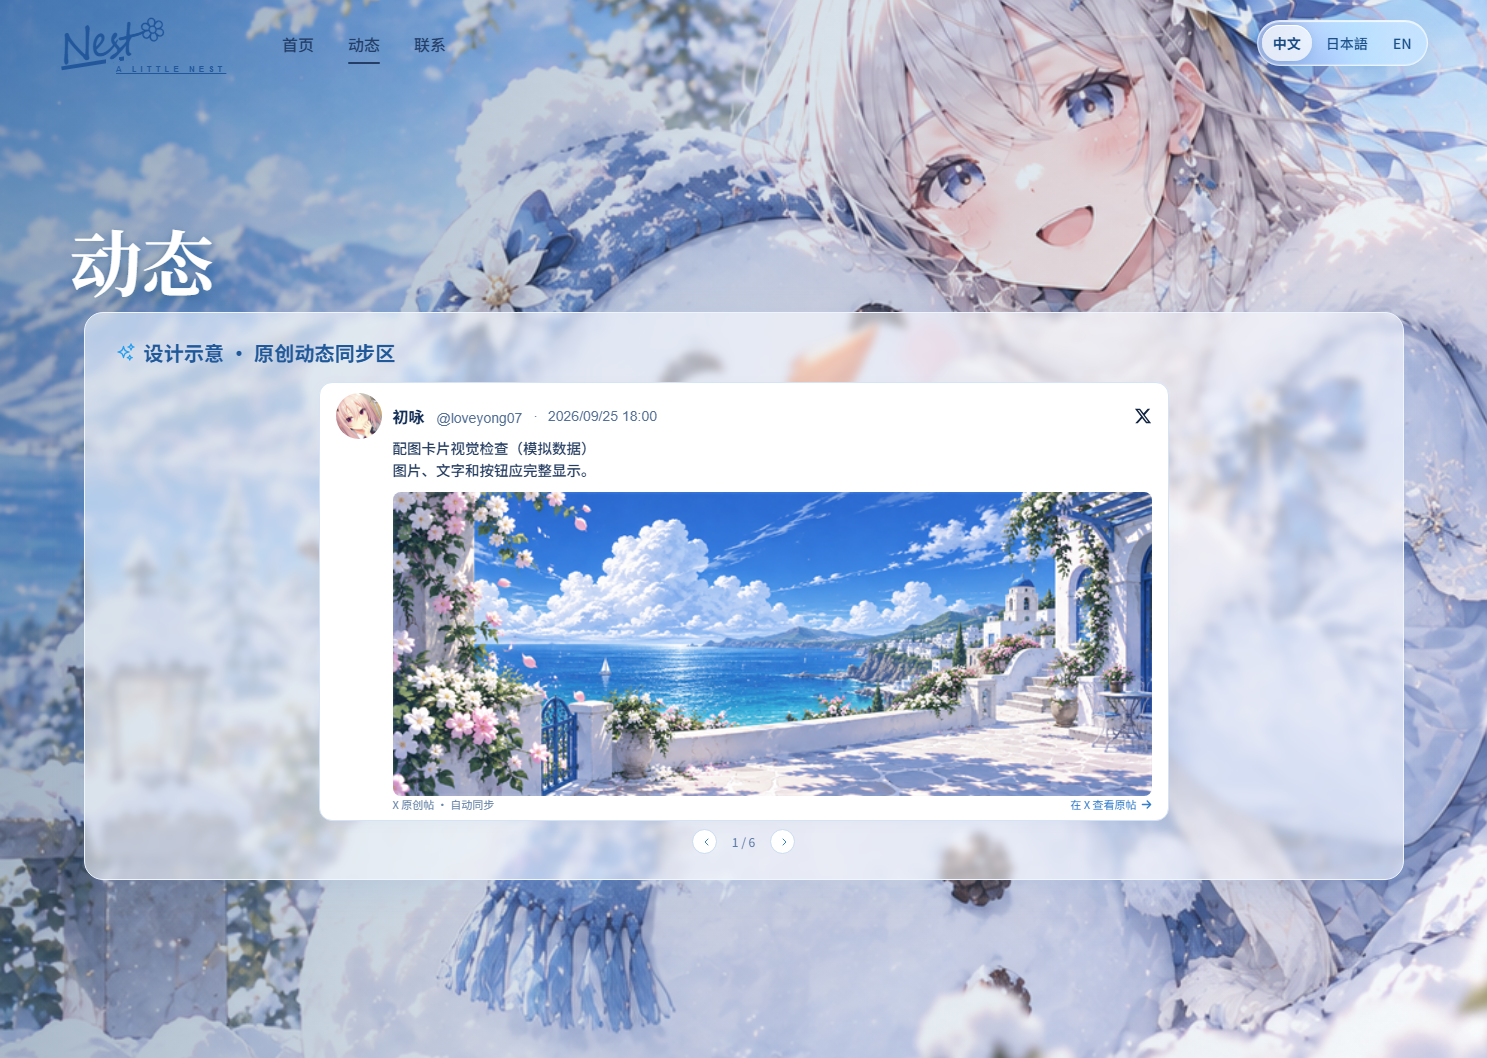 Nest
A LITTLE NEST
首页 动态 联系
中文 日本語 EN
动态
设计示意 · 原创动态同步区
初咏 @loveyong07 · 2026/09/25 18:00
配图卡片视觉检查（模拟数据）
图片、文字和按钮应完整显示。
X 原创帖 · 自动同步
在 X 查看原帖 →
1 / 6